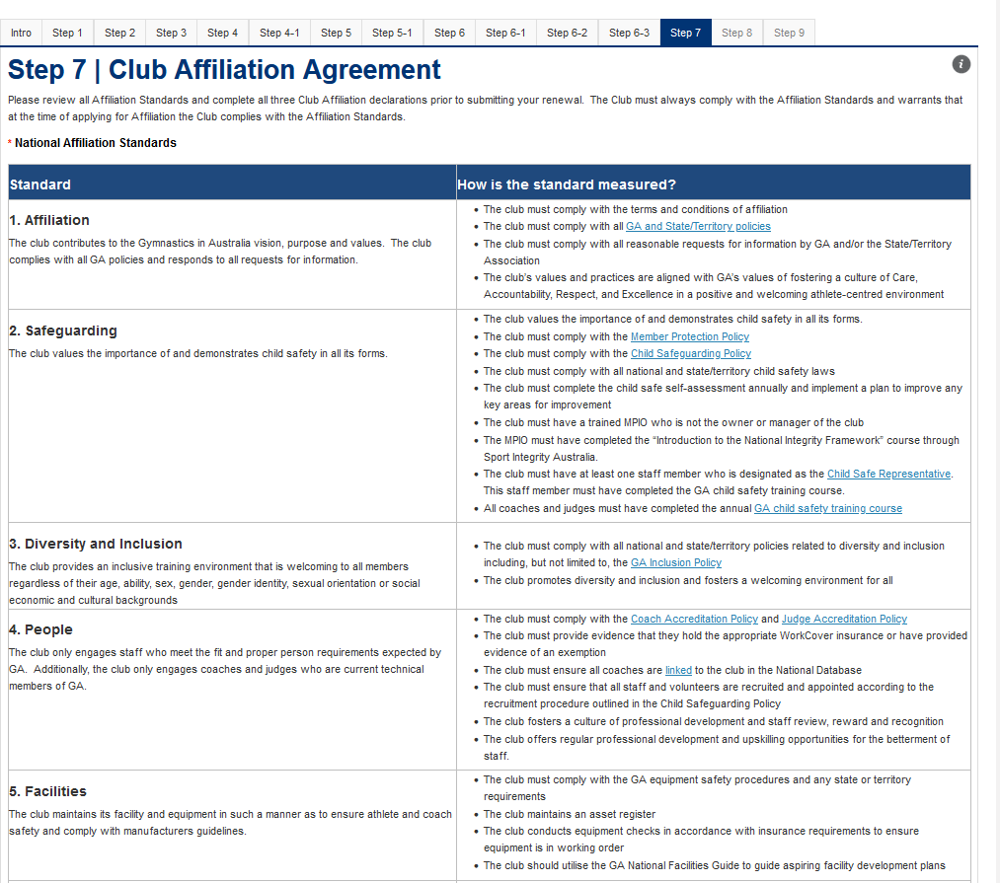 Intro Step 1 Step 2 Step 3 Step 4 Step 4-1 Step 5 Step 5-1 Step 6 Step 6-1 Step 6-2 Step 6-3 Step 7 Step 8 Step 9
Step 7 | Club Affiliation Agreement
i
Please review all Affiliation Standards and complete all three Club Affiliation declarations prior to submitting your renewal. The Club must always comply with the Affiliation Standards and warrants that
at the time of applying for Affiliation the Club complies with the Affiliation Standards.
* National Affiliation Standards
Standard
How is the standard measured?
1. Affiliation
The club contributes to the Gymnastics in Australia vision, purpose and values. The club
complies with all GA policies and responds to all requests for information.
• The club must comply with the terms and conditions of affiliation
• The club must comply with all GA and State/Territory policies
• The club must comply with all reasonable requests for information by GA and/or the State/Territory
Association
• The club's values and practices are aligned with GA's values of fostering a culture of Care,
Accountability, Respect, and Excellence in a positive and welcoming athlete-centred environment
2. Safeguarding
The club values the importance of and demonstrates child safety in all its forms.
• The club values the importance of and demonstrates child safety in all its forms.
• The club must comply with the Member Protection Policy
• The club must comply with the Child Safeguarding Policy
• The club must comply with all national and state/territory child safety laws
• The club must complete the child safe self-assessment annually and implement a plan to improve any
key areas for improvement
• The club must have a trained MPIO who is not the owner or manager of the club
• The MPIO must have completed the “Introduction to the National Integrity Framework” course through
Sport Integrity Australia.
• The club must have at least one staff member who is designated as the Child Safe Representative.
This staff member must have completed the GA child safety training course.
• All coaches and judges must have completed the annual GA child safety training course
3. Diversity and Inclusion
The club provides an inclusive training environment that is welcoming to all members
regardless of their age, ability, sex, gender, gender identity, sexual orientation or social
economic and cultural backgrounds
• The club must comply with all national and state/territory policies related to diversity and inclusion
including, but not limited to, the GA Inclusion Policy
• The club promotes diversity and inclusion and fosters a welcoming environment for all
4. People
The club only engages staff who meet the fit and proper person requirements expected by
GA. Additionally, the club only engages coaches and judges who are current technical
members of GA.
• The club must comply with the Coach Accreditation Policy and Judge Accreditation Policy
• The club must provide evidence that they hold the appropriate WorkCover insurance or have provided
evidence of an exemption
• The club must ensure all coaches are linked to the club in the National Database
• The club must ensure that all staff and volunteers are recruited and appointed according to the
recruitment procedure outlined in the Child Safeguarding Policy
• The club fosters a culture of professional development and staff review, reward and recognition
• The club offers regular professional development and upskilling opportunities for the betterment of
staff.
5. Facilities
The club maintains its facility and equipment in such a manner as to ensure athlete and coach
safety and comply with manufacturers guidelines.
• The club must comply with the GA equipment safety procedures and any state or territory
requirements
• The club maintains an asset register
• The club conducts equipment checks in accordance with insurance requirements to ensure
equipment is in working order
• The club should utilise the GA National Facilities Guide to guide aspiring facility development plans